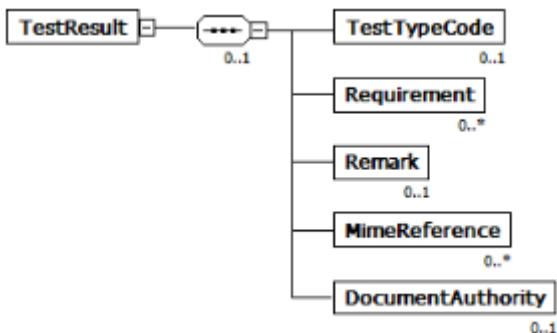 TestResult
0..1
TestTypeCode
0..1
Requirement
0..*
Remark
0..1
MimeReference
0..*
DocumentAuthority
0..1